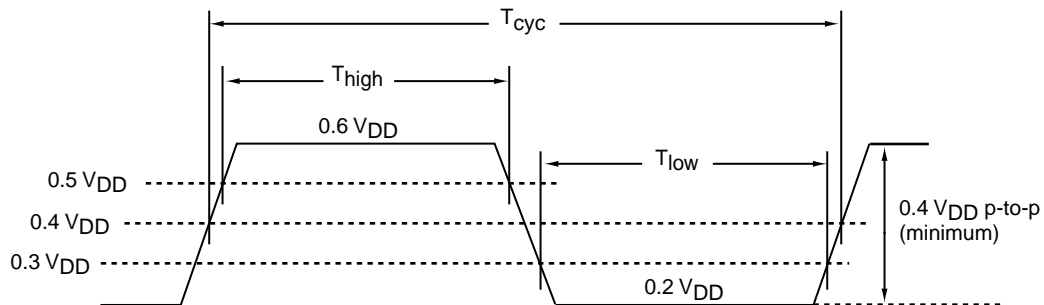 Tcyc
Thigh
0.6 VDD
Tlow
0.5 VDD
0.4 VDD
0.4 VDD p-to-p
(minimum)
0.3 VDD
0.2 VDD